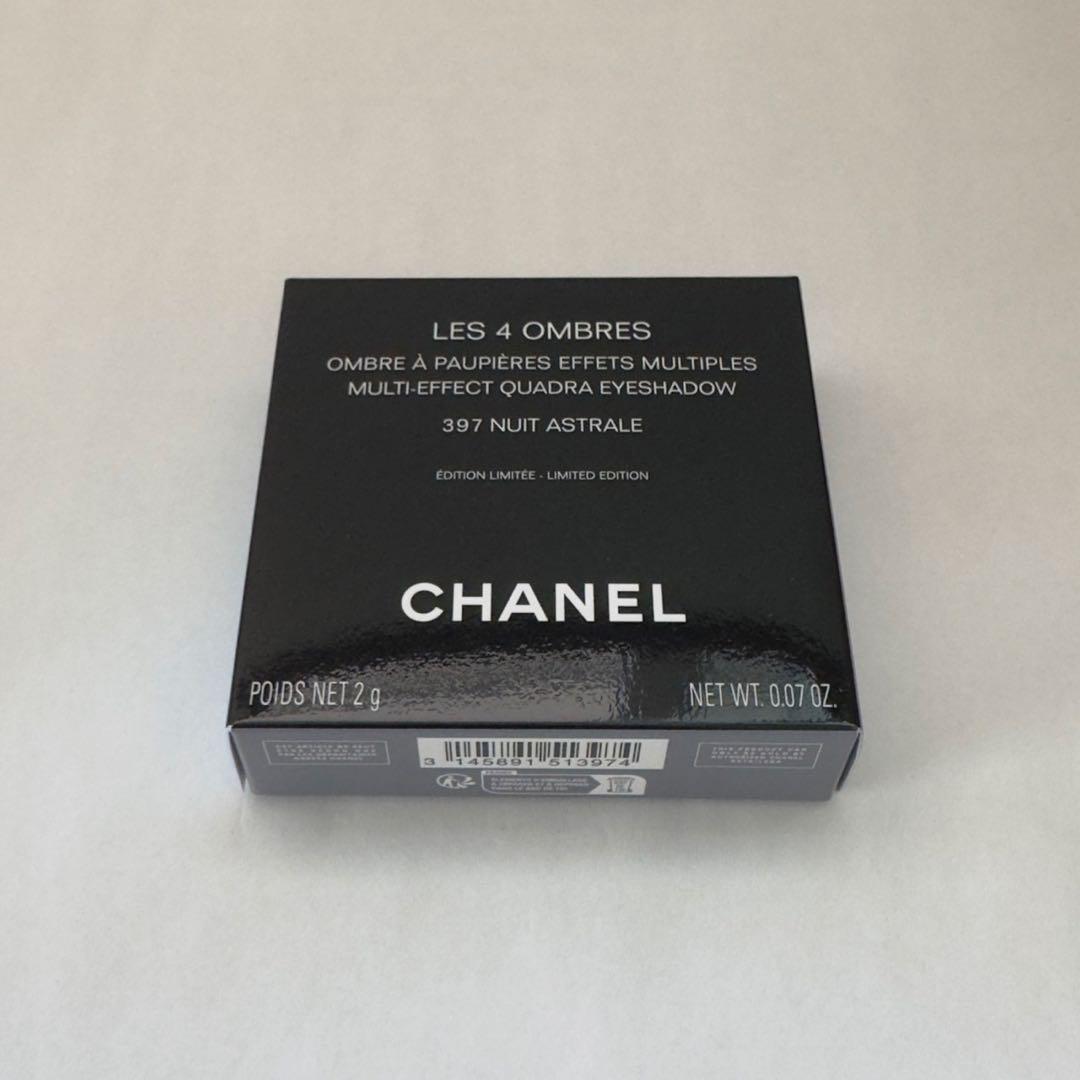 LES 4 OMBRES
OMBRE À PAUPIÈRES EFFETS MULTIPLES
MULTI-EFFECT QUADRA EYESHADOW
397 NUIT ASTRALE
ÉDITION LIMITÉE - LIMITED EDITION
CHANEL
POIDS NET 2 g
NET WT. 0.07 OZ.
3 145891 513974